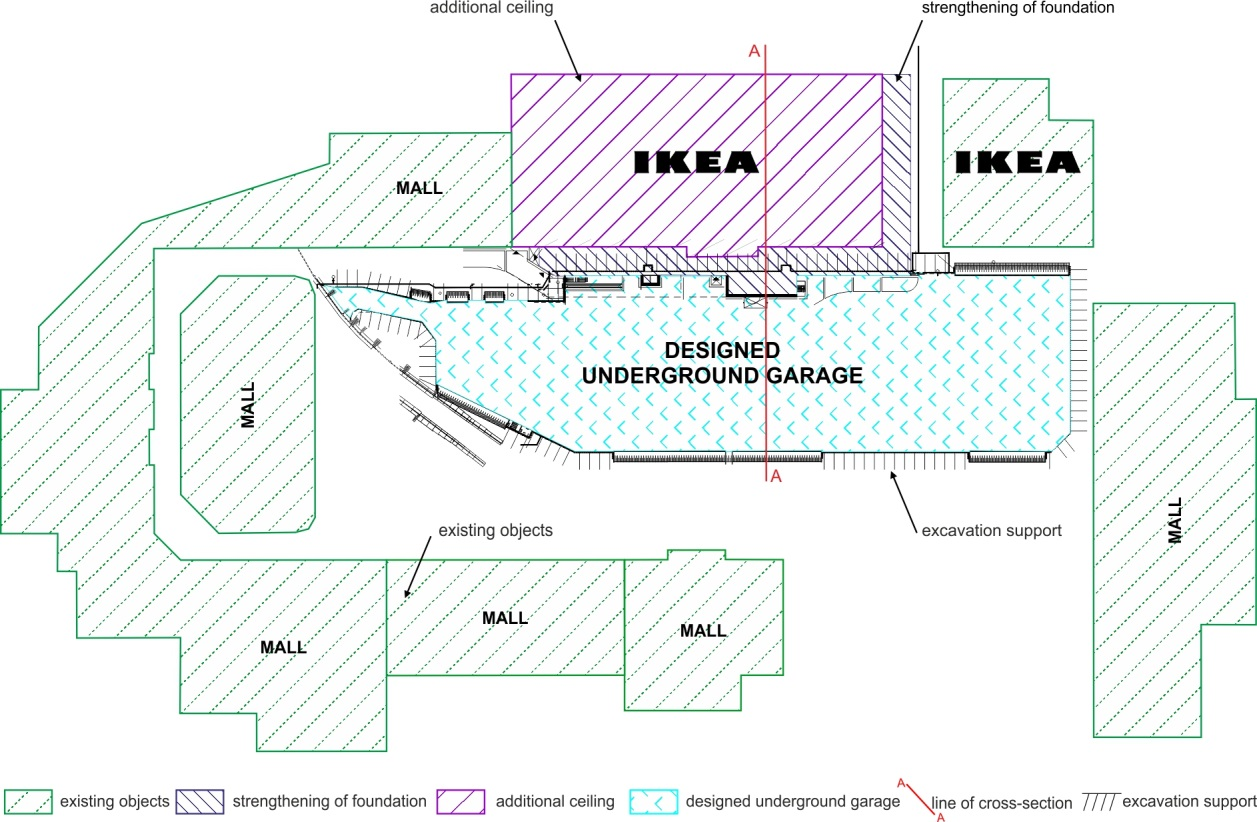 additional ceiling
strengthening of foundation
A
IKEA
IKEA
MALL
DESIGNED
UNDERGROUND GARAGE
MALL
A
existing objects
excavation support
MALL
MALL
MALL
MALL
existing objects
strengthening of foundation
additional ceiling
designed underground garage
A
A
line of cross-section
excavation support